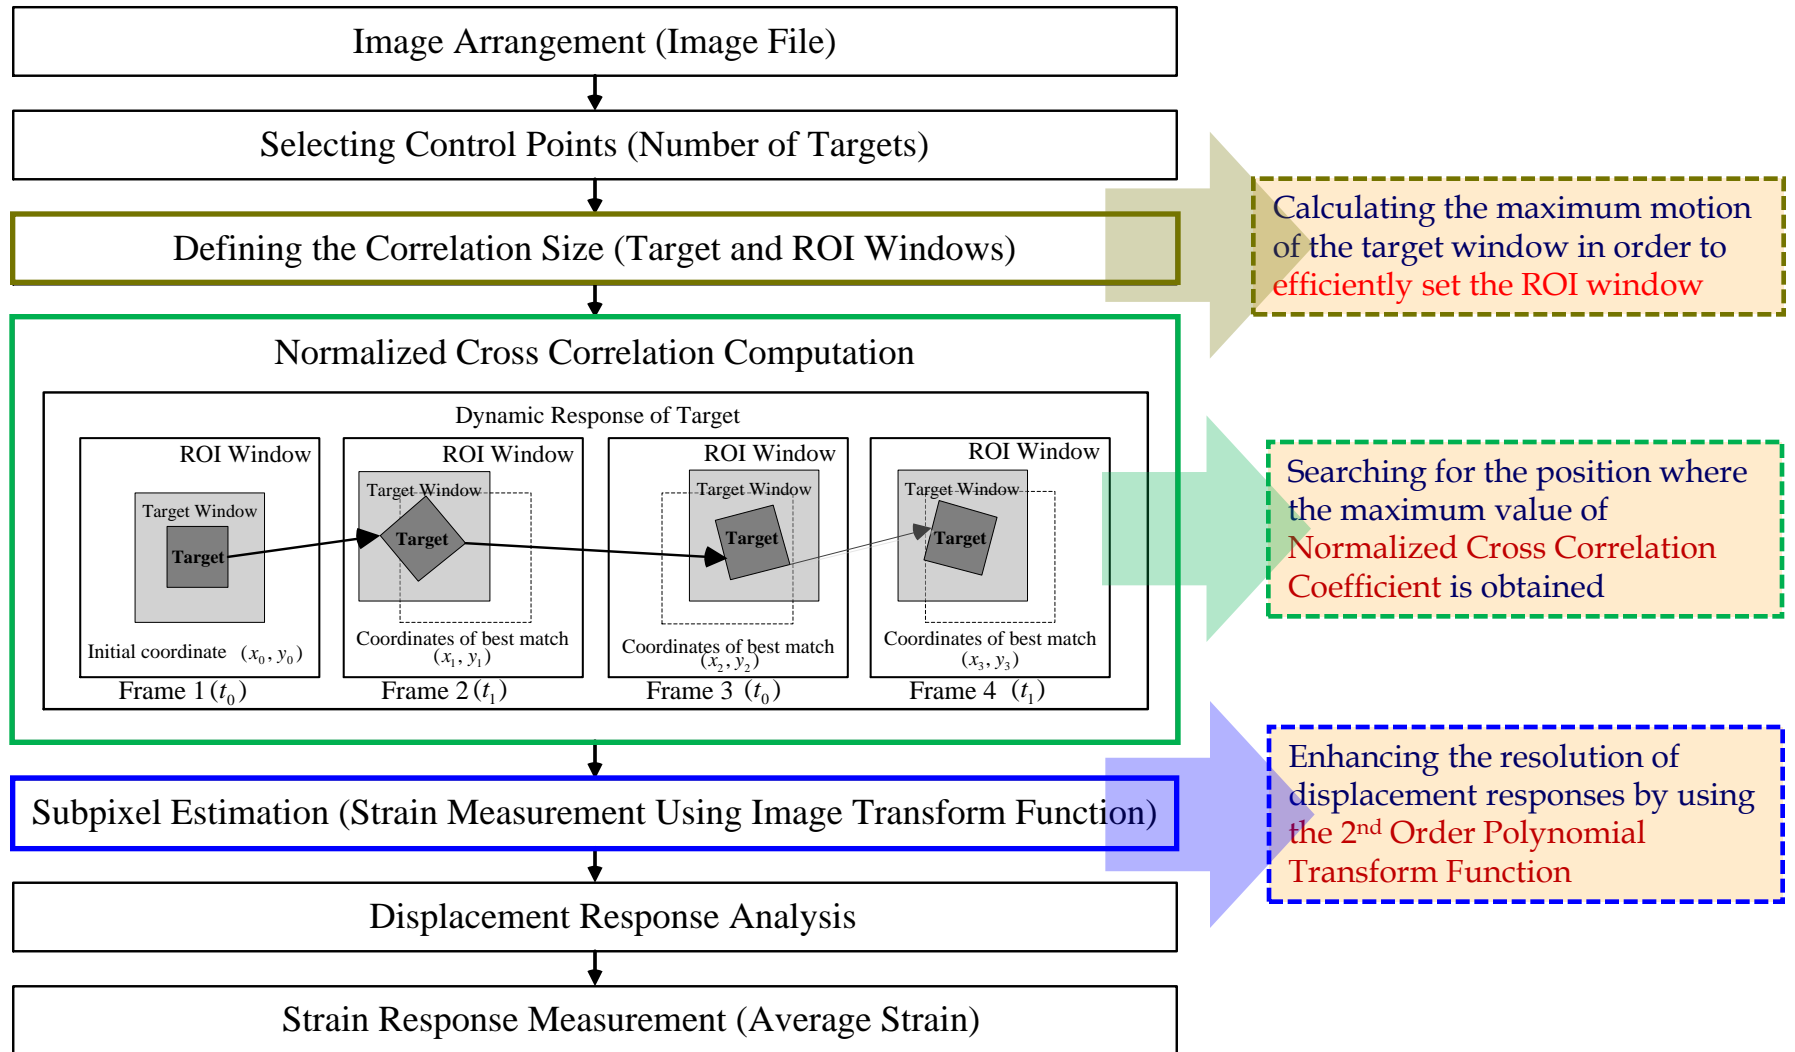 Image Arrangement (Image File)
Selecting Control Points (Number of Targets)
Defining the Correlation Size (Target and ROI Windows)
Calculating the maximum motion
of the target window in order to
efficiently set the ROI window
Normalized Cross Correlation Computation
Dynamic Response of Target
ROI Window
Target Window
Target
Initial coordinate (x₀, y₀)
Frame 1 (t₀)
ROI Window
Target Window
Target
Coordinates of best match
(x₁, y₁)
Frame 2 (t₁)
ROI Window
Target Window
Target
Coordinates of best match
(x₂, y₂)
Frame 3 (t₀)
ROI Window
Target Window
Target
Coordinates of best match
(x₃, y₃)
Frame 4 (t₁)
Searching for the position where
the maximum value of
Normalized Cross Correlation
Coefficient is obtained
Subpixel Estimation (Strain Measurement Using Image Transform Function)
Enhancing the resolution of
displacement responses by using
the 2nd Order Polynomial
Transform Function
Displacement Response Analysis
Strain Response Measurement (Average Strain)